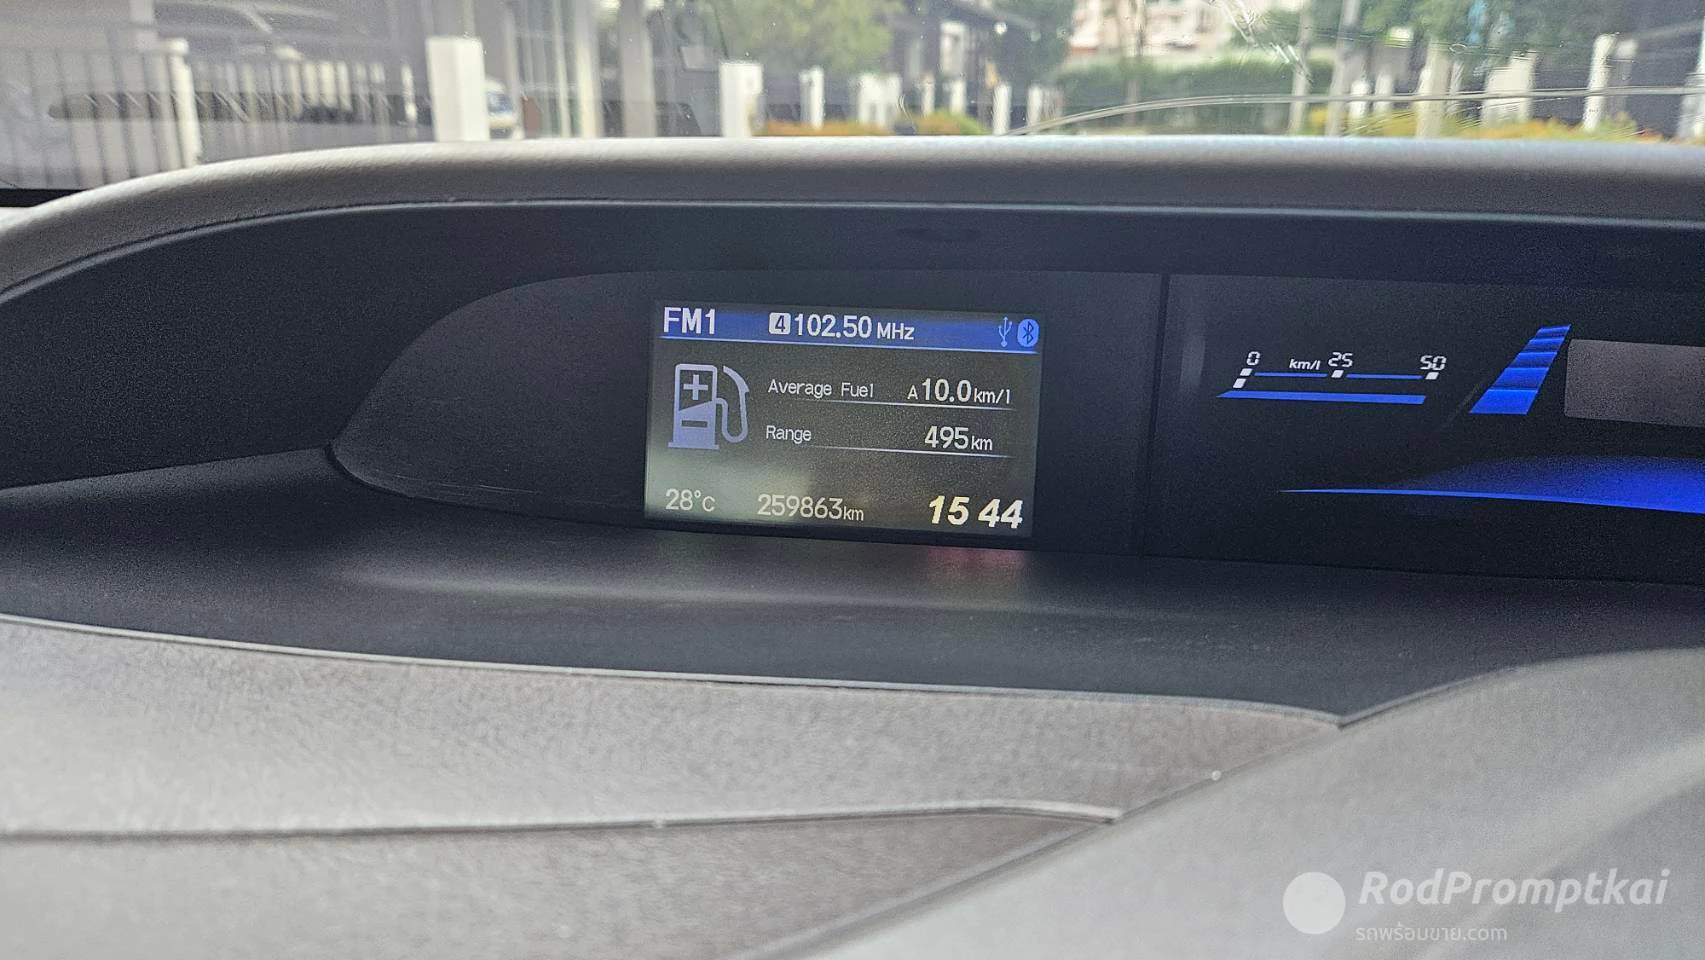 FM1 4 102.50 MHz
Average Fuel A 10.0 km/l
Range 495 km
28°C 259863 km 15 44
0 km/l 25 50
RodPromptkai
รถพร้อมขาย.com